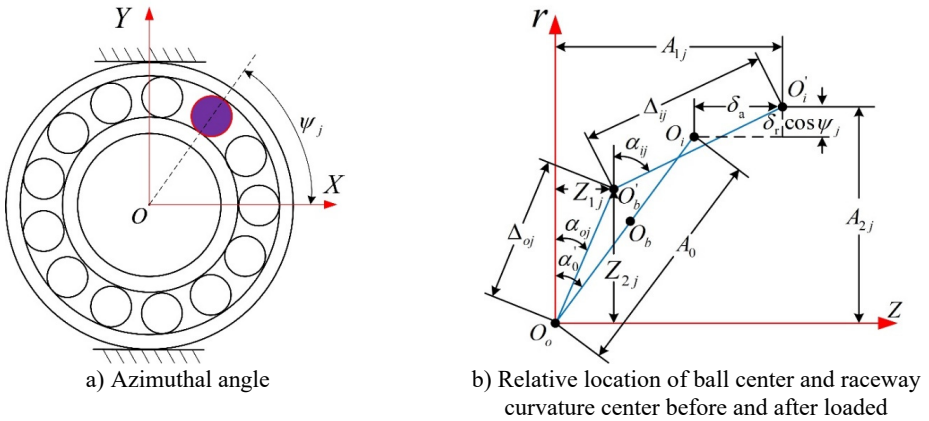 Y
ψj
X
o
a) Azimuthal angle
r
A1j
O'i
Δij
δa
δr cosψj
Oi
αij
Z1j
O'b
A2j
Δoj
αoj
Ob
A0
α'0
Z2j
Oo
Z
b) Relative location of ball center and raceway
curvature center before and after loaded